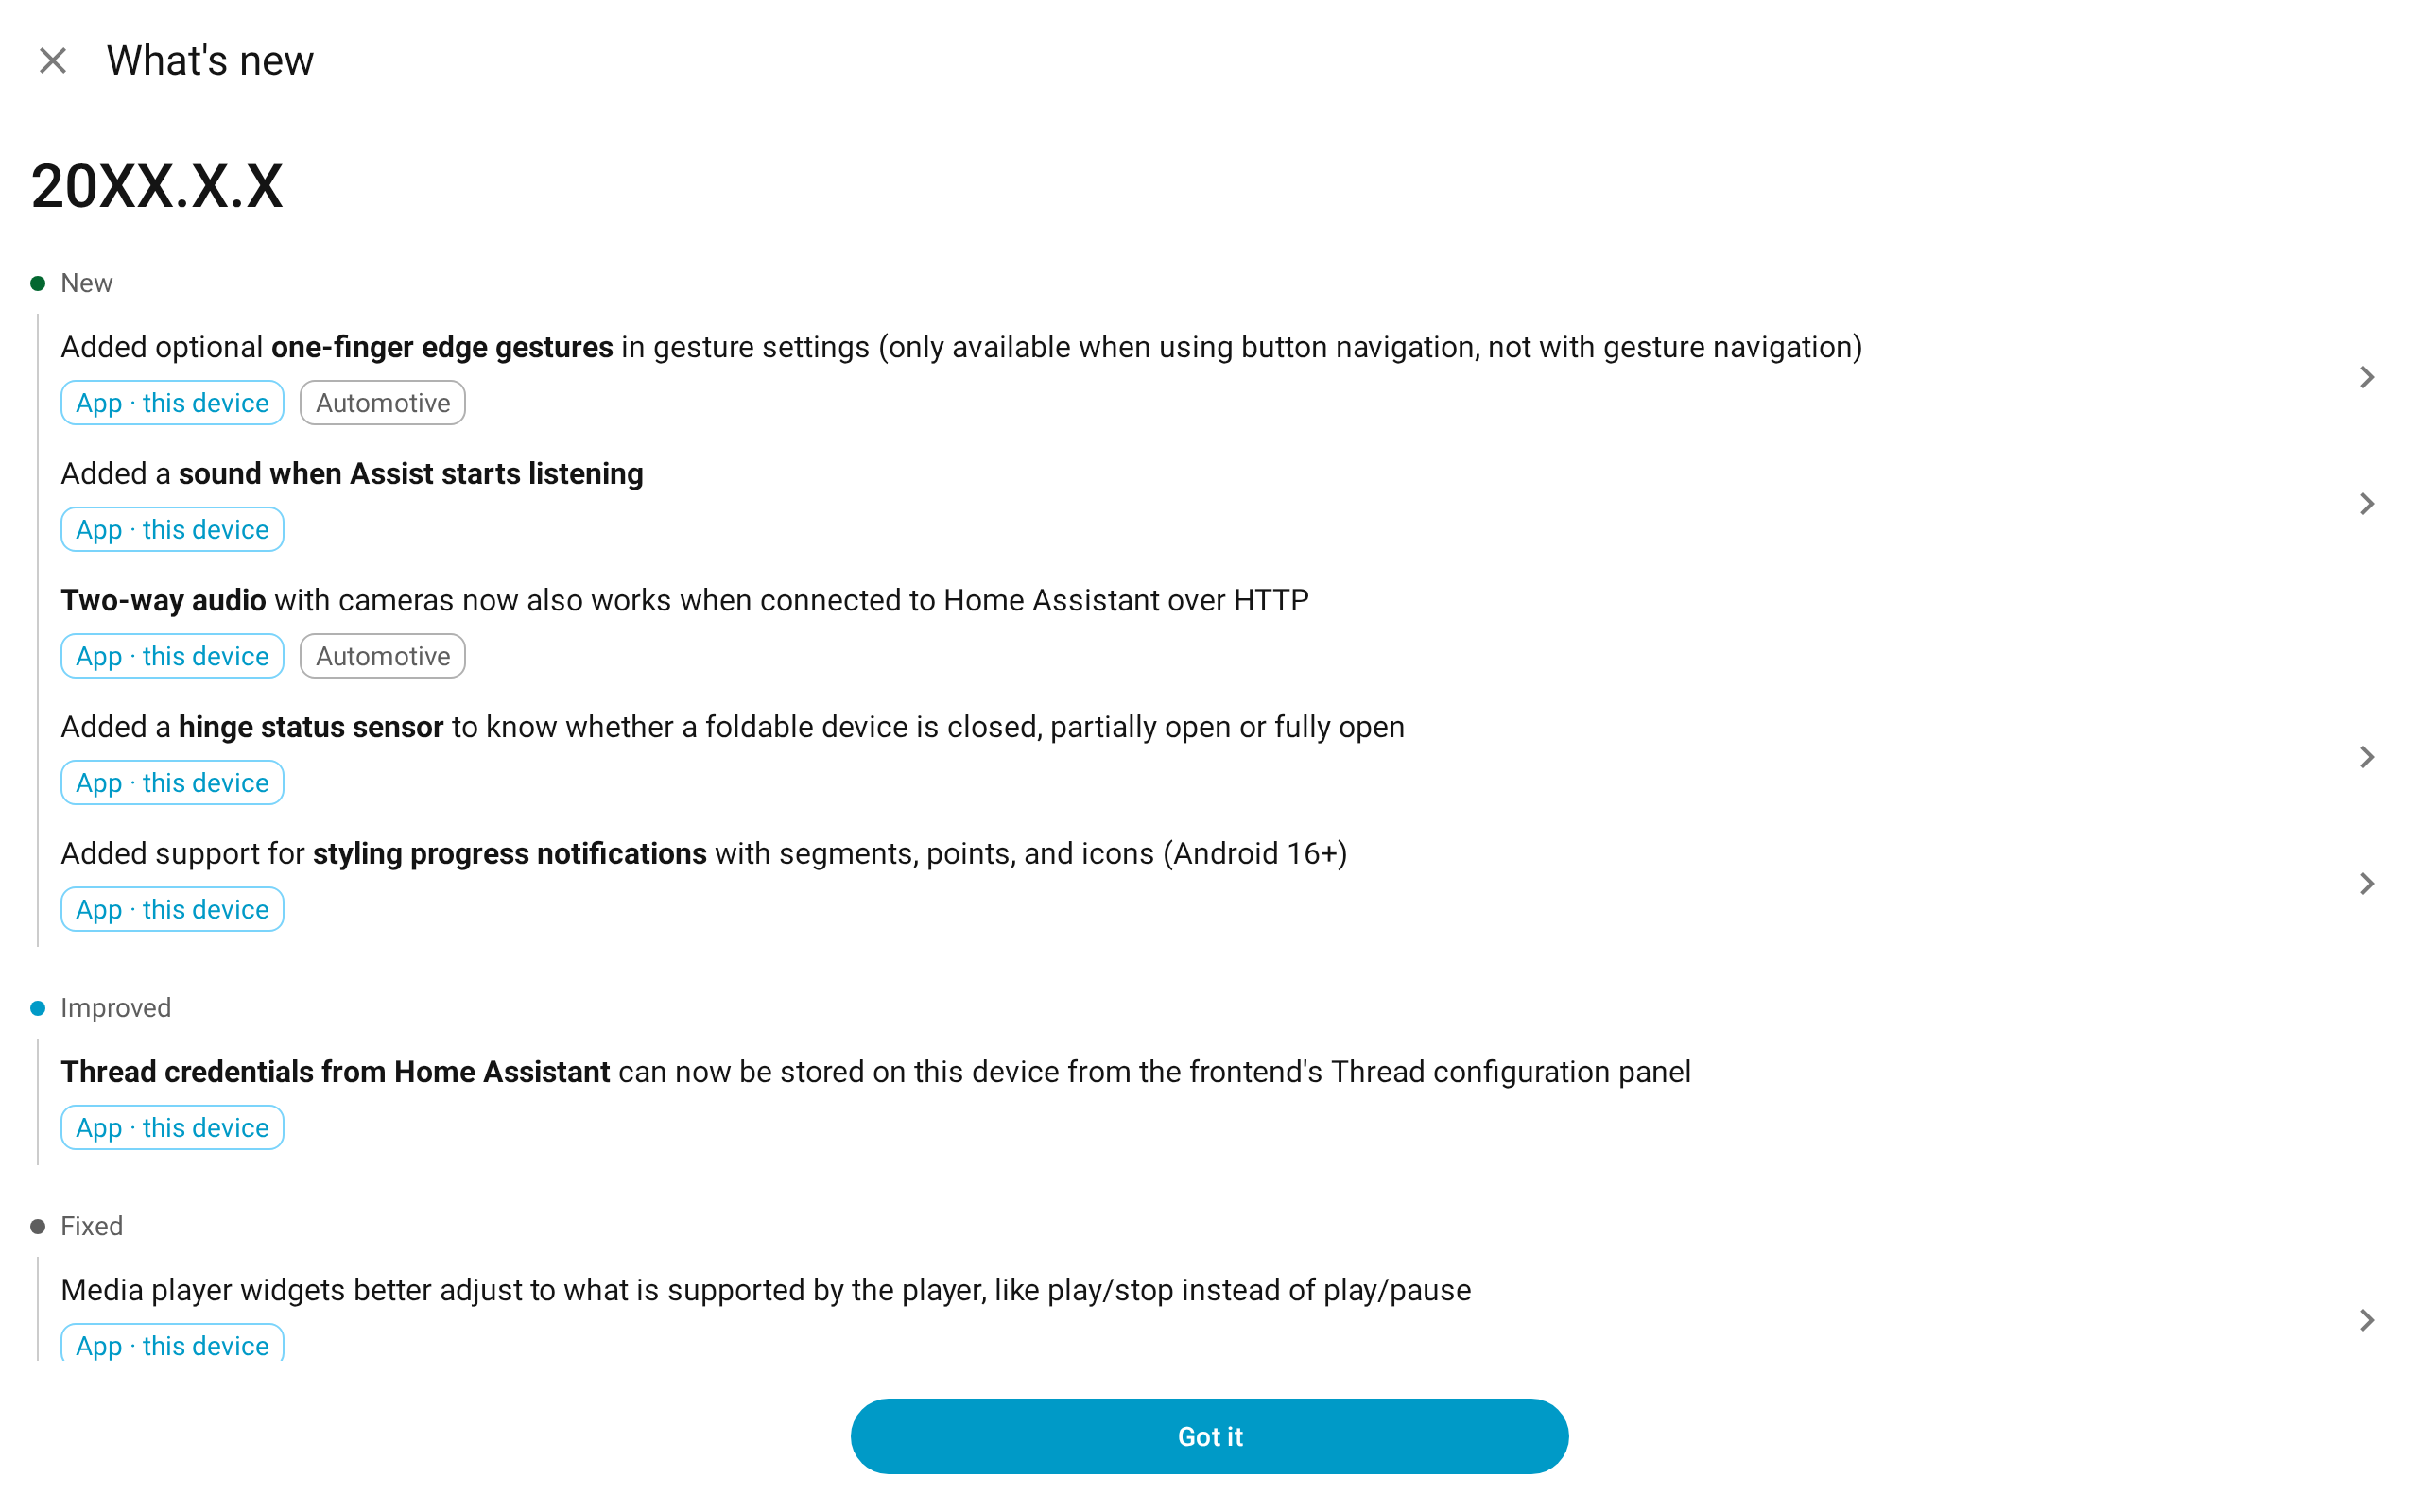 What's new
20XX.X.X
New
Added optional one-finger edge gestures in gesture settings (only available when using button navigation, not with gesture navigation)
App · this device Automotive
Added a sound when Assist starts listening
App · this device
Two-way audio with cameras now also works when connected to Home Assistant over HTTP
App · this device Automotive
Added a hinge status sensor to know whether a foldable device is closed, partially open or fully open
App · this device
Added support for styling progress notifications with segments, points, and icons (Android 16+)
App · this device
Improved
Thread credentials from Home Assistant can now be stored on this device from the frontend's Thread configuration panel
App · this device
Fixed
Media player widgets better adjust to what is supported by the player, like play/stop instead of play/pause
App · this device
Got it